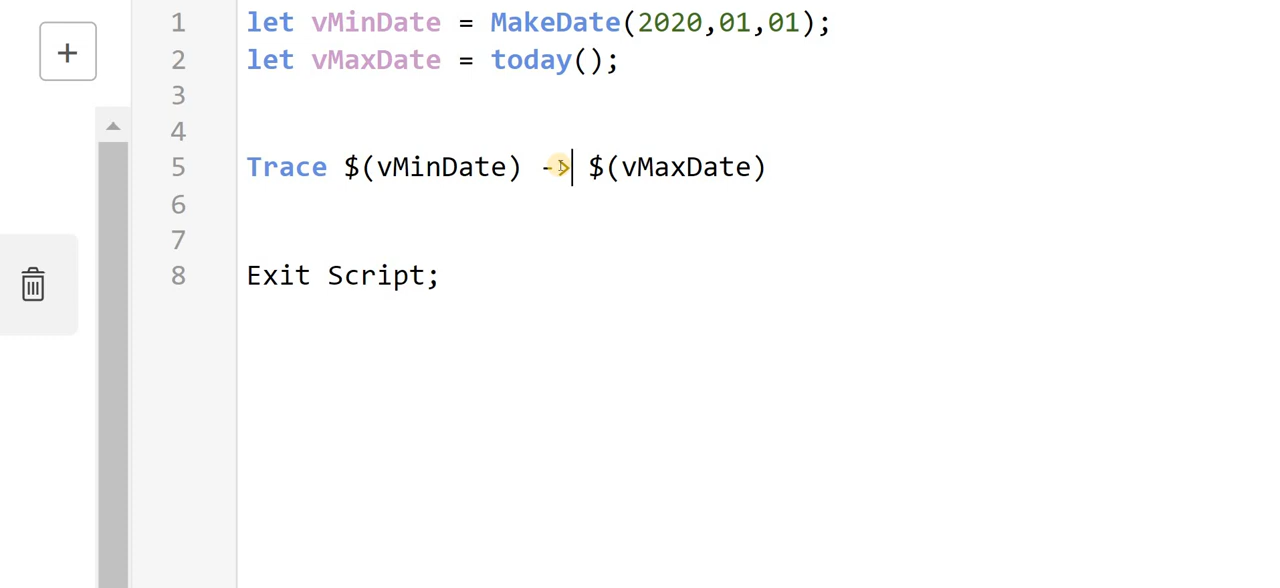 1 let vMinDate = MakeDate(2020,01,01);
2 let vMaxDate = today();
3
4
5 Trace $(vMinDate) -> $(vMaxDate)
6
7
8 Exit Script;